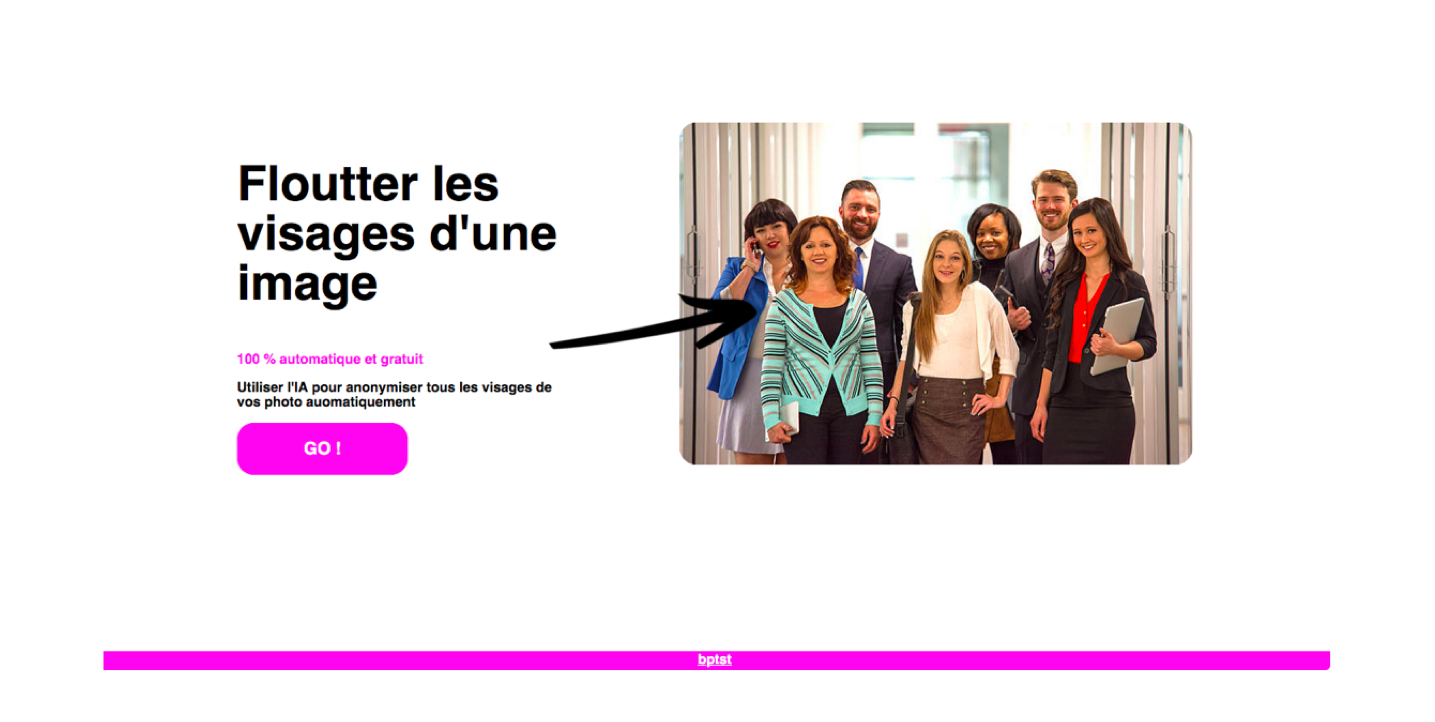 Floutter les
visages d'une
image
100 % automatique et gratuit
Utiliser l'IA pour anonymiser tous les visages de
vos photo auomatiquement
GO !
bptst